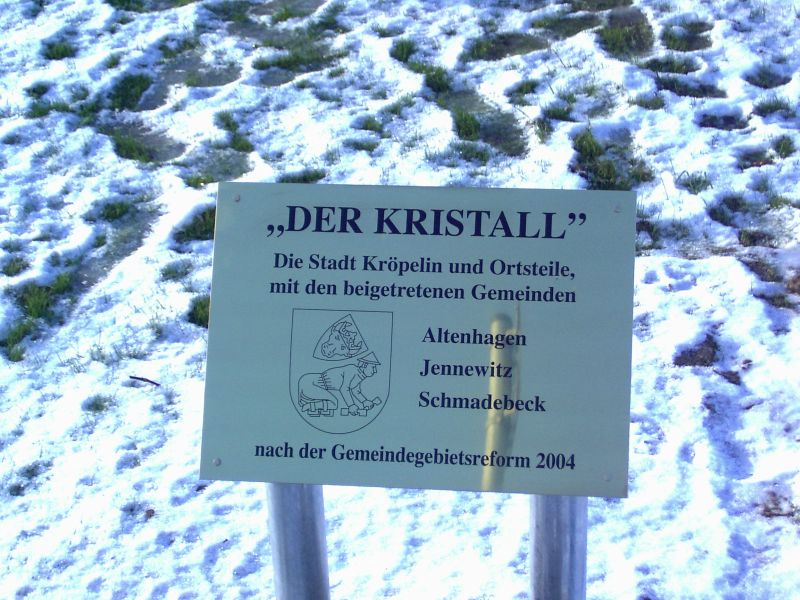 „DER KRISTALL”
Die Stadt Kröpelin und Ortsteile,
mit den beigetretenen Gemeinden
Altenhagen
Jennewitz
Schmadebeck
nach der Gemeindegebietsreform 2004